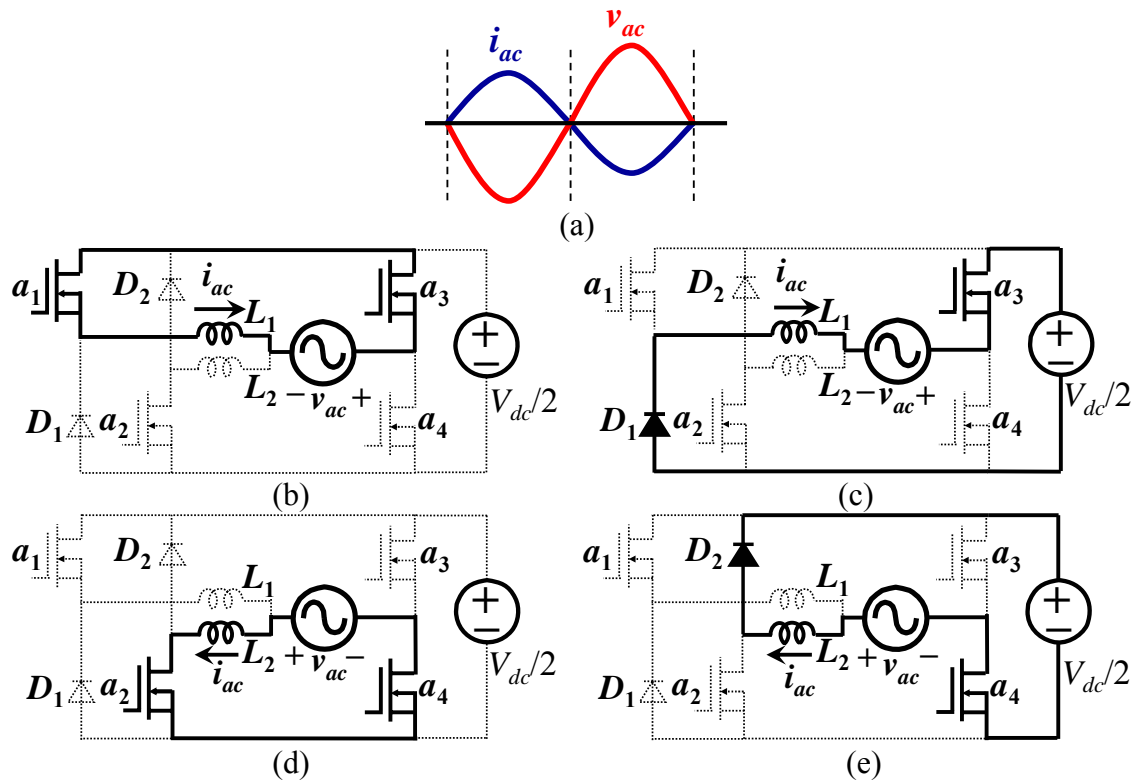 v_ac
i_ac
(a)
a_1 D_2 i_ac L_1 a_3
L_2 − v_ac + V_dc/2
D_1 a_2 a_4
(b)
a_1 D_2 i_ac L_1 a_3
L_2 − v_ac + V_dc/2
D_1 a_2 a_4
(c)
a_1 D_2 L_1 a_3
i_ac L_2 + v_ac − V_dc/2
D_1 a_2 a_4
(d)
a_1 D_2 L_1 a_3
i_ac L_2 + v_ac − V_dc/2
D_1 a_2 a_4
(e)